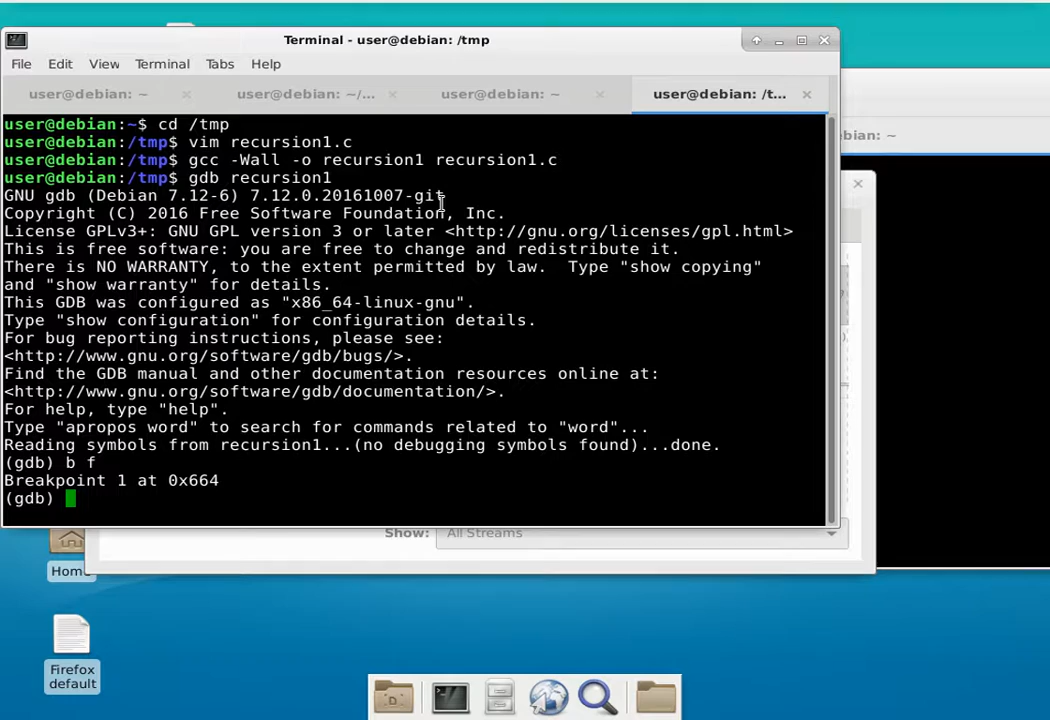 Terminal - user@debian: /tmp
File Edit View Terminal Tabs Help
user@debian: ~ user@debian: ~/... user@debian: ~ user@debian: /t...
user@debian:~$ cd /tmp
user@debian:/tmp$ vim recursion1.c
user@debian:/tmp$ gcc -Wall -o recursion1 recursion1.c
user@debian:/tmp$ gdb recursion1
GNU gdb (Debian 7.12-6) 7.12.0.20161007-git
Copyright (C) 2016 Free Software Foundation, Inc.
License GPLv3+: GNU GPL version 3 or later <http://gnu.org/licenses/gpl.html>
This is free software: you are free to change and redistribute it.
There is NO WARRANTY, to the extent permitted by law.  Type "show copying"
and "show warranty" for details.
This GDB was configured as "x86_64-linux-gnu".
Type "show configuration" for configuration details.
For bug reporting instructions, please see:
<http://www.gnu.org/software/gdb/bugs/>.
Find the GDB manual and other documentation resources online at:
<http://www.gnu.org/software/gdb/documentation/>.
For help, type "help".
Type "apropos word" to search for commands related to "word"...
Reading symbols from recursion1...(no debugging symbols found)...done.
(gdb) b f
Breakpoint 1 at 0x664
(gdb)
bian: ~
Show: All Streams
Home
Firefox
default